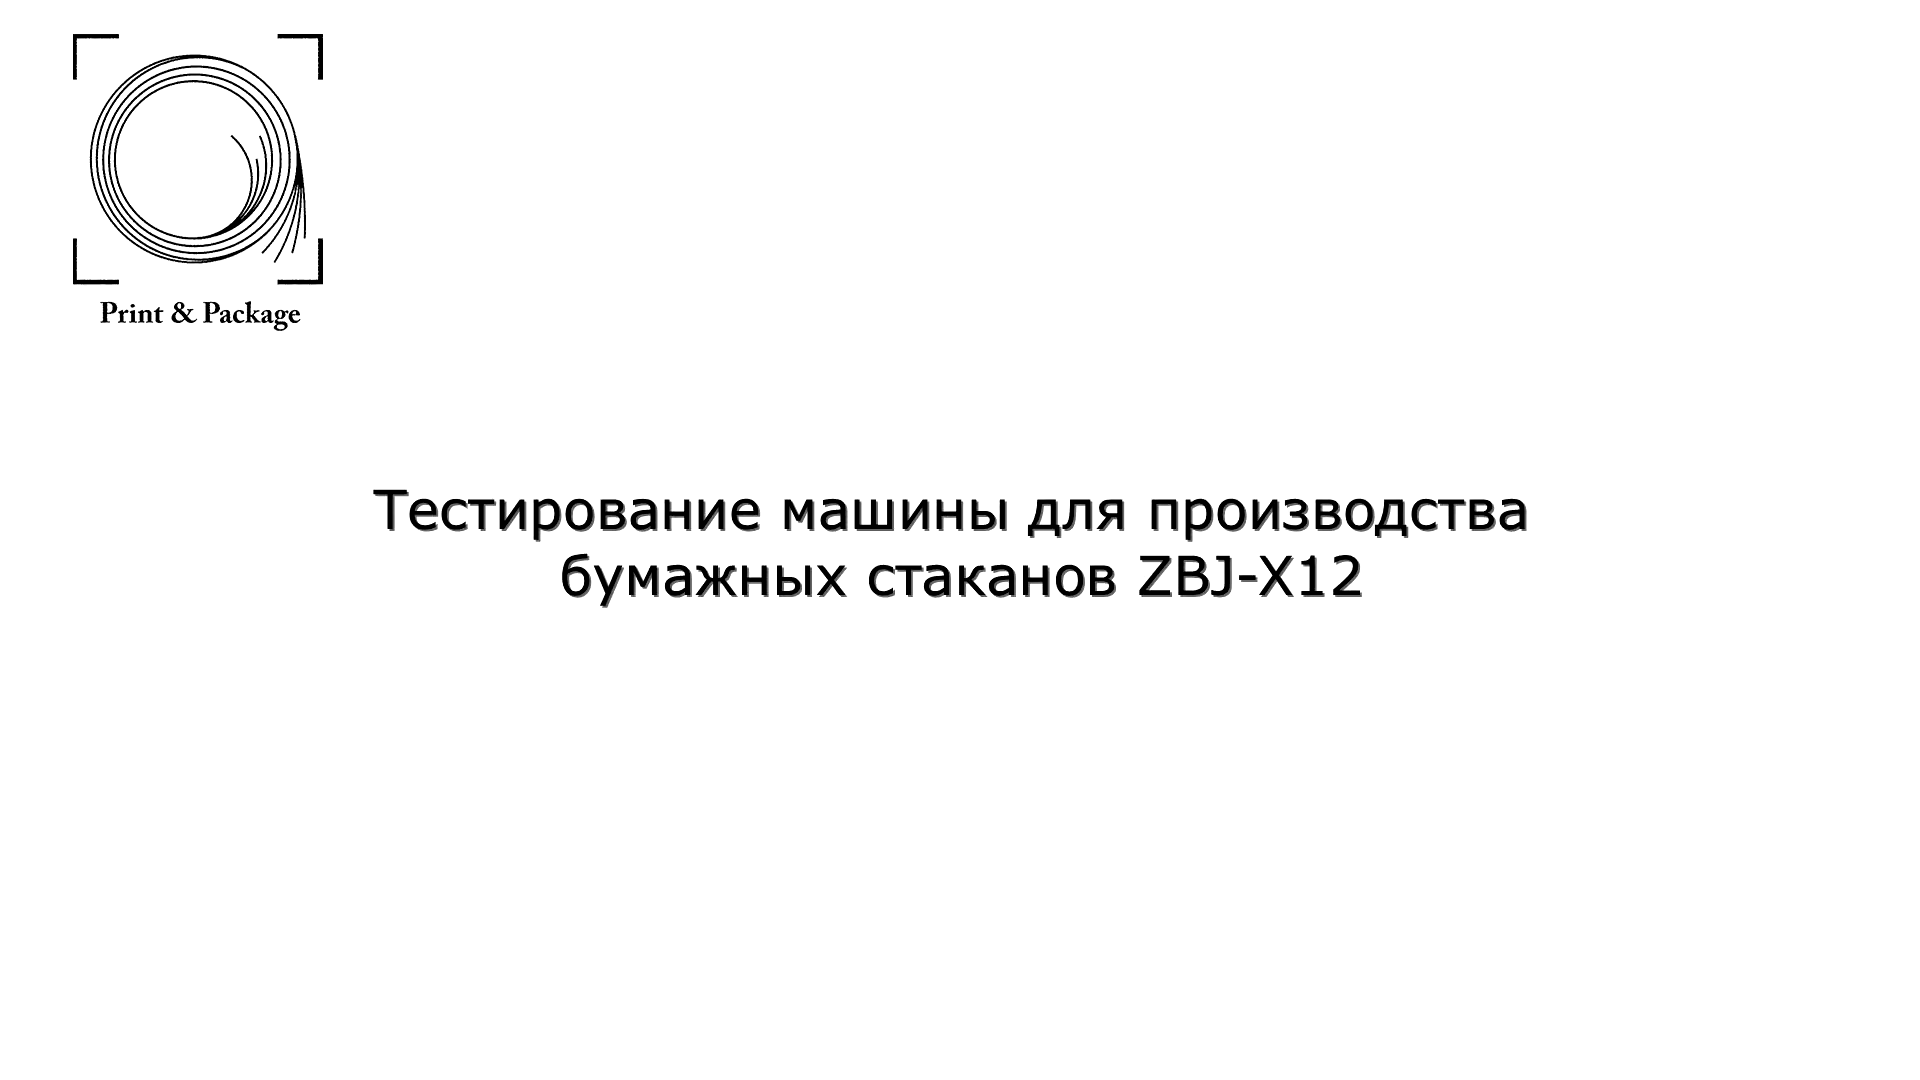 Print & Package
Тестирование машины для производства
бумажных стаканов ZBJ-X12